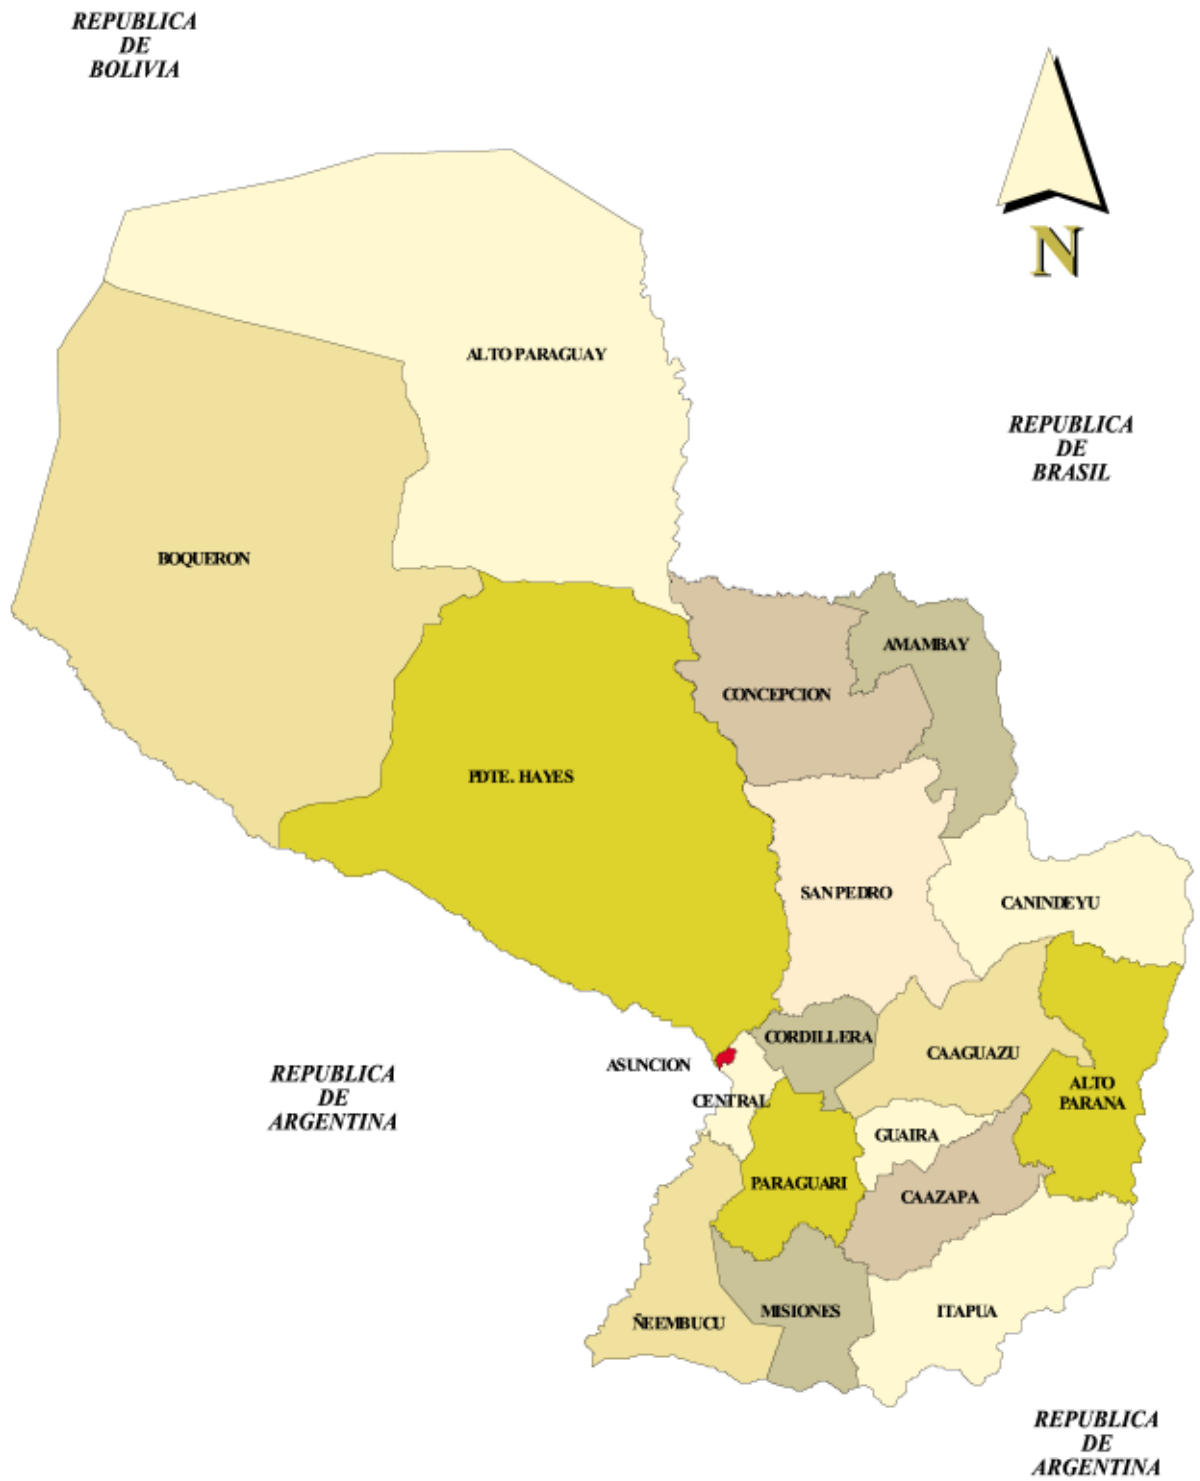 REPUBLICA
DE
BOLIVIA
N
ALTO PARAGUAY
REPUBLICA
DE
BRASIL
BOQUERON
AMAMBAY
CONCEPCION
PDTE. HAYES
SAN PEDRO
CANINDEYU
CORDILLERA
CAAGUAZU
ASUNCION
REPUBLICA
DE
ARGENTINA
ALTO
PARANA
CENTRAL
GUAIRA
PARAGUARI
CAAZAPA
MISIONES
ITAPUA
ÑEEMBUCU
REPUBLICA
DE
ARGENTINA